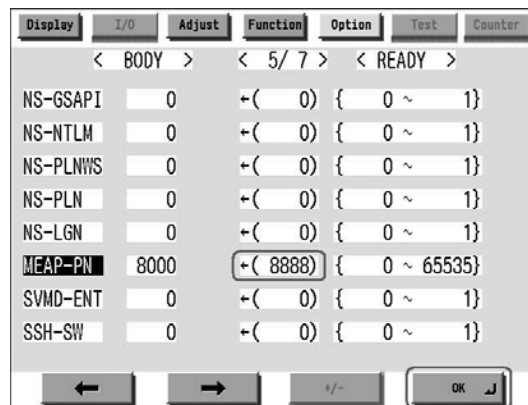 Display I/O Adjust Function Option Test Counter
< BODY > < 5/ 7 > < READY >
NS-GSAPI 0 ←( 0) { 0 ~ 1}
NS-NTLM 0 ←( 0) { 0 ~ 1}
NS-PLNWS 0 ←( 0) { 0 ~ 1}
NS-PLN 0 ←( 0) { 0 ~ 1}
NS-LGN 0 ←( 0) { 0 ~ 1}
MEAP-PN 8000 ←( 8888) { 0 ~ 65535}
SVMD-ENT 0 ←( 0) { 0 ~ 1}
SSH-SW 0 ←( 0) { 0 ~ 1}
← → +/- OK ↵